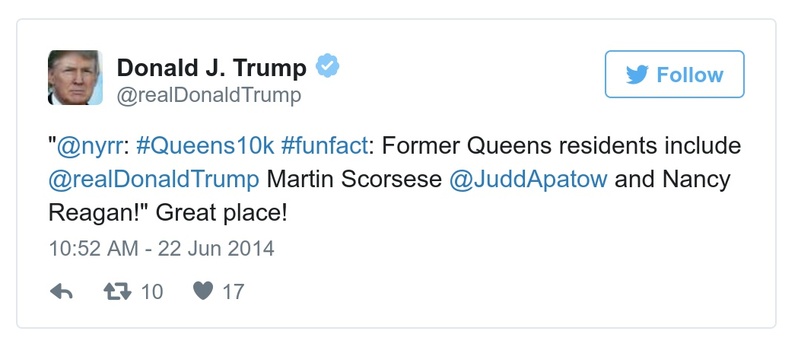 Donald J. Trump
@realDonaldTrump
Follow
"@nyrr: #Queens10k #funfact: Former Queens residents include
@realDonaldTrump Martin Scorsese @JuddApatow and Nancy
Reagan!" Great place!
10:52 AM - 22 Jun 2014
10 17